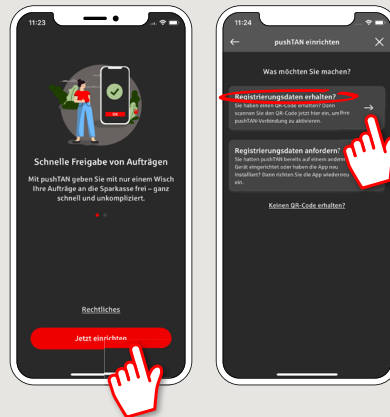 11:23
OK
Schnelle Freigabe von Aufträgen
Mit pushTAN geben Sie mit nur einem Wisch
Ihre Aufträge an die Sparkasse frei – ganz
schnell und unkompliziert.
Rechtliches
Jetzt einrichten
11:24
pushTAN einrichten
Was möchten Sie machen?
Registrierungsdaten erhalten?
Sie haben einen QR-Code erhalten? Dann
scannen Sie den QR-Code jetzt hier ein, um Ihre
pushTAN-Verbindung zu aktivieren.
Registrierungsdaten anfordern?
Sie hatten pushTAN bereits auf einem
Gerät eingerichtet oder haben die App neu
installiert? Dann richten Sie die App wieder neu
ein.
Keinen QR-Code erhalten?